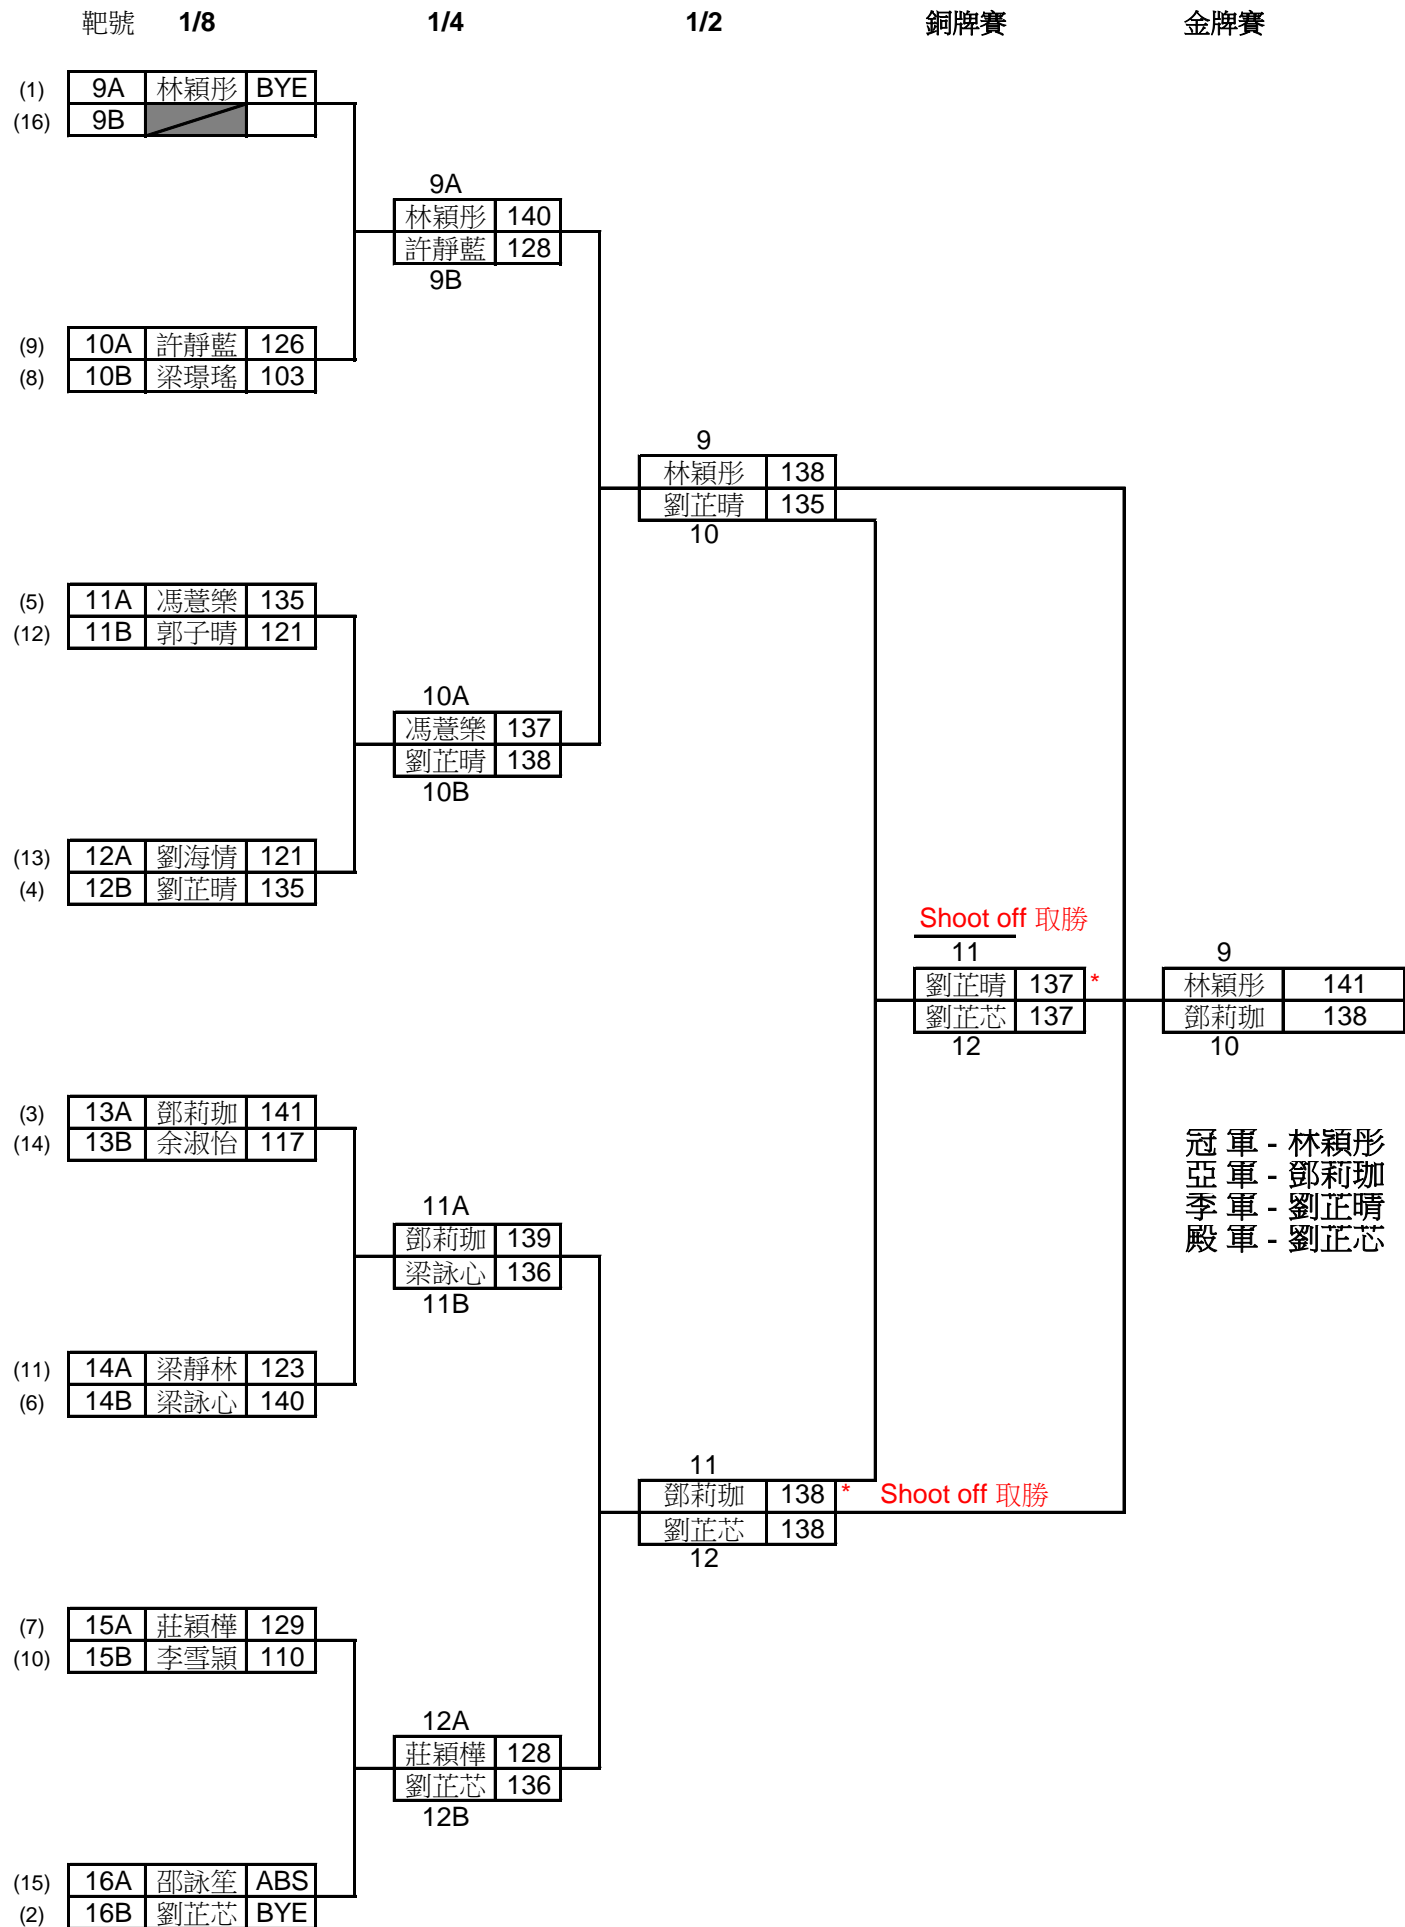 靶號 1/8 1/4 1/2 銅牌賽 金牌賽
(1) 9A 林穎彤 BYE
(16) 9B
9A
林穎彤 140
許靜藍 128
9B
(9) 10A 許靜藍 126
(8) 10B 梁璟瑤 103
9
林穎彤 138
劉芷晴 135
10
(5) 11A 馮薏樂 135
(12) 11B 郭子晴 121
10A
馮薏樂 137
劉芷晴 138
10B
(13) 12A 劉海情 121
(4) 12B 劉芷晴 135
Shoot off 取勝
11
劉芷晴 137 *
劉芷芯 137
12
9
林穎彤 141
鄧莉珈 138
10
(3) 13A 鄧莉珈 141
(14) 13B 余淑怡 117
冠 軍 - 林穎彤
亞 軍 - 鄧莉珈
季 軍 - 劉芷晴
殿 軍 - 劉芷芯
11A
鄧莉珈 139
梁詠心 136
11B
(11) 14A 梁靜林 123
(6) 14B 梁詠心 140
11
鄧莉珈 138 * Shoot off 取勝
劉芷芯 138
12
(7) 15A 莊穎樺 129
(10) 15B 李雪頴 110
12A
莊穎樺 128
劉芷芯 136
12B
(15) 16A 邵詠笙 ABS
(2) 16B 劉芷芯 BYE